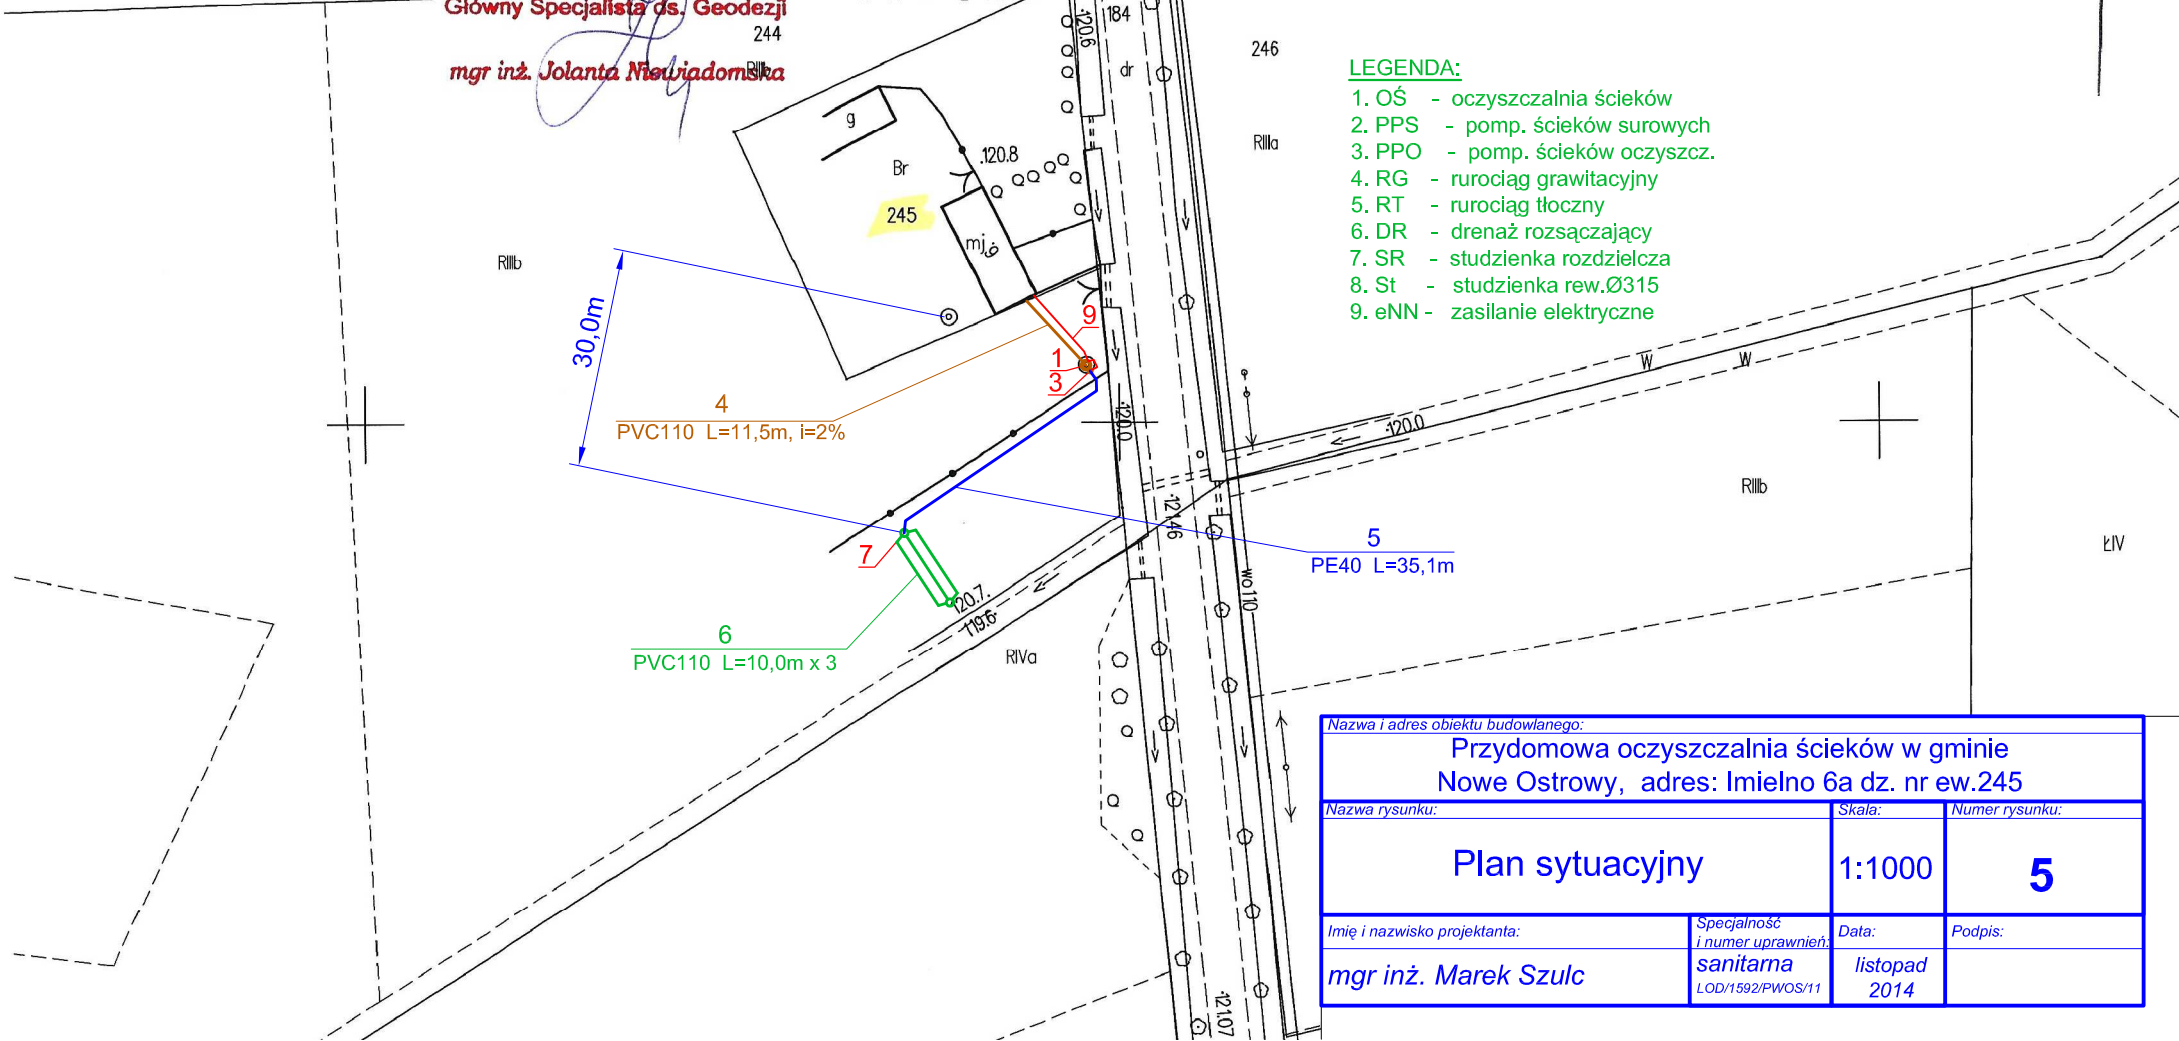 Główny Specjalista ds. Geodezji
244
mgr inż. Jolanta Niewiadomska
184
120.6
dr
246
RIIIa
g
Br
.120.8
245
mj.g
RIIIb
30,0m
LEGENDA:
1. OŚ - oczyszczalnia ścieków
2. PPS - pomp. ścieków surowych
3. PPO - pomp. ścieków oczyszcz.
4. RG - rurociąg grawitacyjny
5. RT - rurociąg tłoczny
6. DR - drenaż rozsączający
7. SR - studzienka rozdzielcza
8. St - studzienka rew.Ø315
9. eNN - zasilanie elektryczne
9
1
3
4
PVC110 L=11,5m, i=2%
120.0
W W
120.0
RIIIb
121.46
ŁIV
5
PE40 L=35,1m
7
wo110
120.7
119.6
6
PVC110 L=10,0m x 3
RIVa
121.07
Nazwa i adres obiektu budowlanego:
Przydomowa oczyszczalnia ścieków w gminie
Nowe Ostrowy, adres: Imielno 6a dz. nr ew.245
Nazwa rysunku:
Plan sytuacyjny
Skala:
1:1000
Numer rysunku:
5
Imię i nazwisko projektanta:
mgr inż. Marek Szulc
Specjalność
i numer uprawnień:
sanitarna
LOD/1592/PWOS/11
Data:
listopad
2014
Podpis: